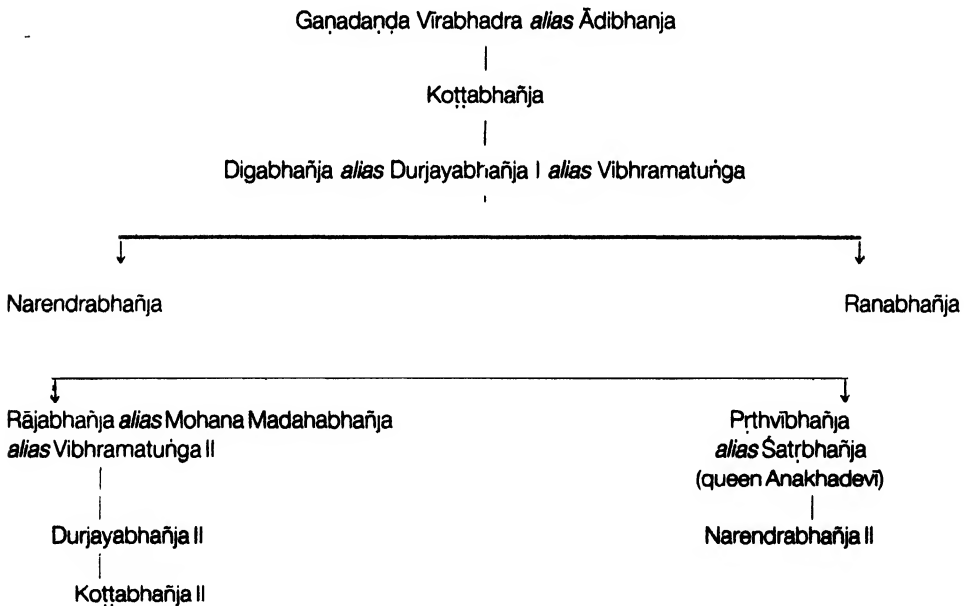 Gaṇadaṇḍa Vīrabhadra alias Ādibhanja
Koṭṭabhañja
Digabhañja alias Durjayabhañja I alias Vibhramatuṅga
Narendrabhañja
Ranabhañja
Rājabhañja alias Mohana Madahabhañja
alias Vibhramatuṅga II
Pṛthvībhañja
alias Śatṛbhañja
(queen Anakhadevī)
Durjayabhañja II
Narendrabhañja II
Koṭṭabhañja II